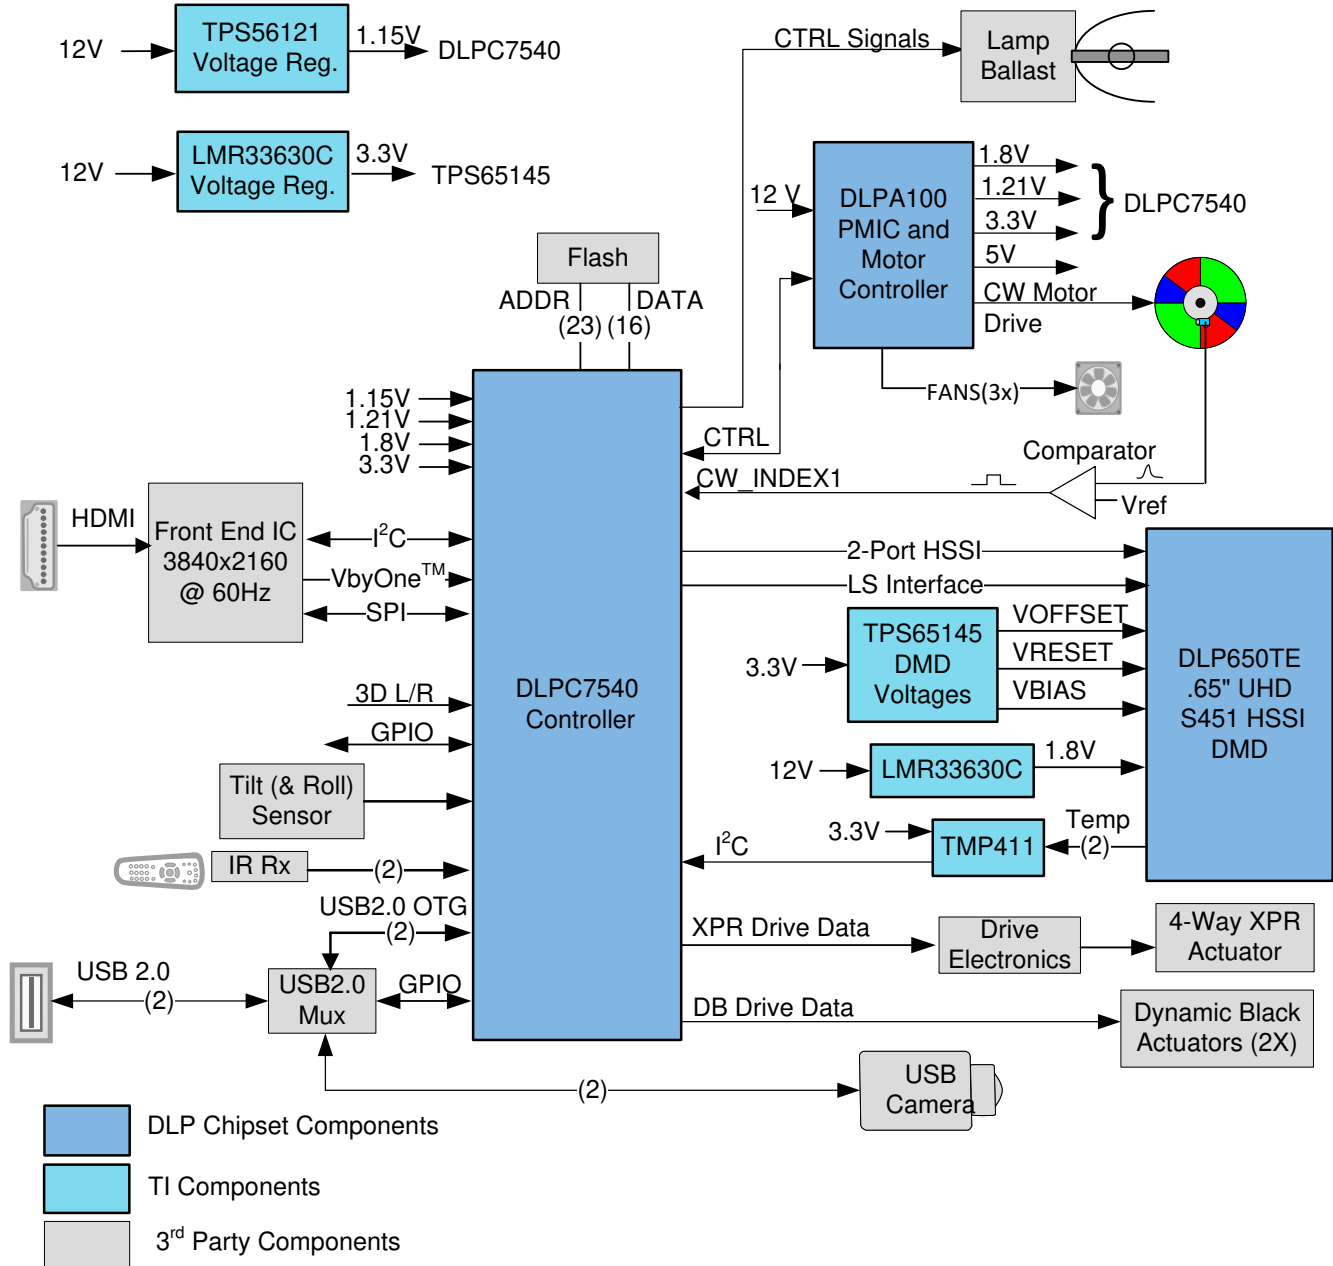 12V
TPS56121
Voltage Reg.
1.15V
DLPC7540
12V
LMR33630C
Voltage Reg.
3.3V
TPS65145
CTRL Signals
Lamp
Ballast
12 V
DLPA100
PMIC and
Motor
Controller
1.8V
1.21V
3.3V
5V
DLPC7540
CW Motor
Drive
FANS(3x)
Flash
ADDR
DATA
(23)
(16)
1.15V
1.21V
1.8V
3.3V
CTRL
CW_INDEX1
Comparator
Vref
HDMI
Front End IC
3840x2160
@ 60Hz
I²C
VbyOne™
SPI
3D L/R
GPIO
Tilt (& Roll)
Sensor
IR Rx
(2)
USB2.0 OTG
(2)
USB 2.0
(2)
USB2.0
Mux
GPIO
DLPC7540
Controller
2-Port HSSI
LS Interface
3.3V
TPS65145
DMD
Voltages
VOFFSET
VRESET
VBIAS
12V
LMR33630C
1.8V
3.3V
TMP411
I²C
Temp
(2)
DLP650TE
.65" UHD
S451 HSSI
DMD
XPR Drive Data
Drive
Electronics
4-Way XPR
Actuator
DB Drive Data
Dynamic Black
Actuators (2X)
(2)
USB
Camera
DLP Chipset Components
TI Components
3rd Party Components